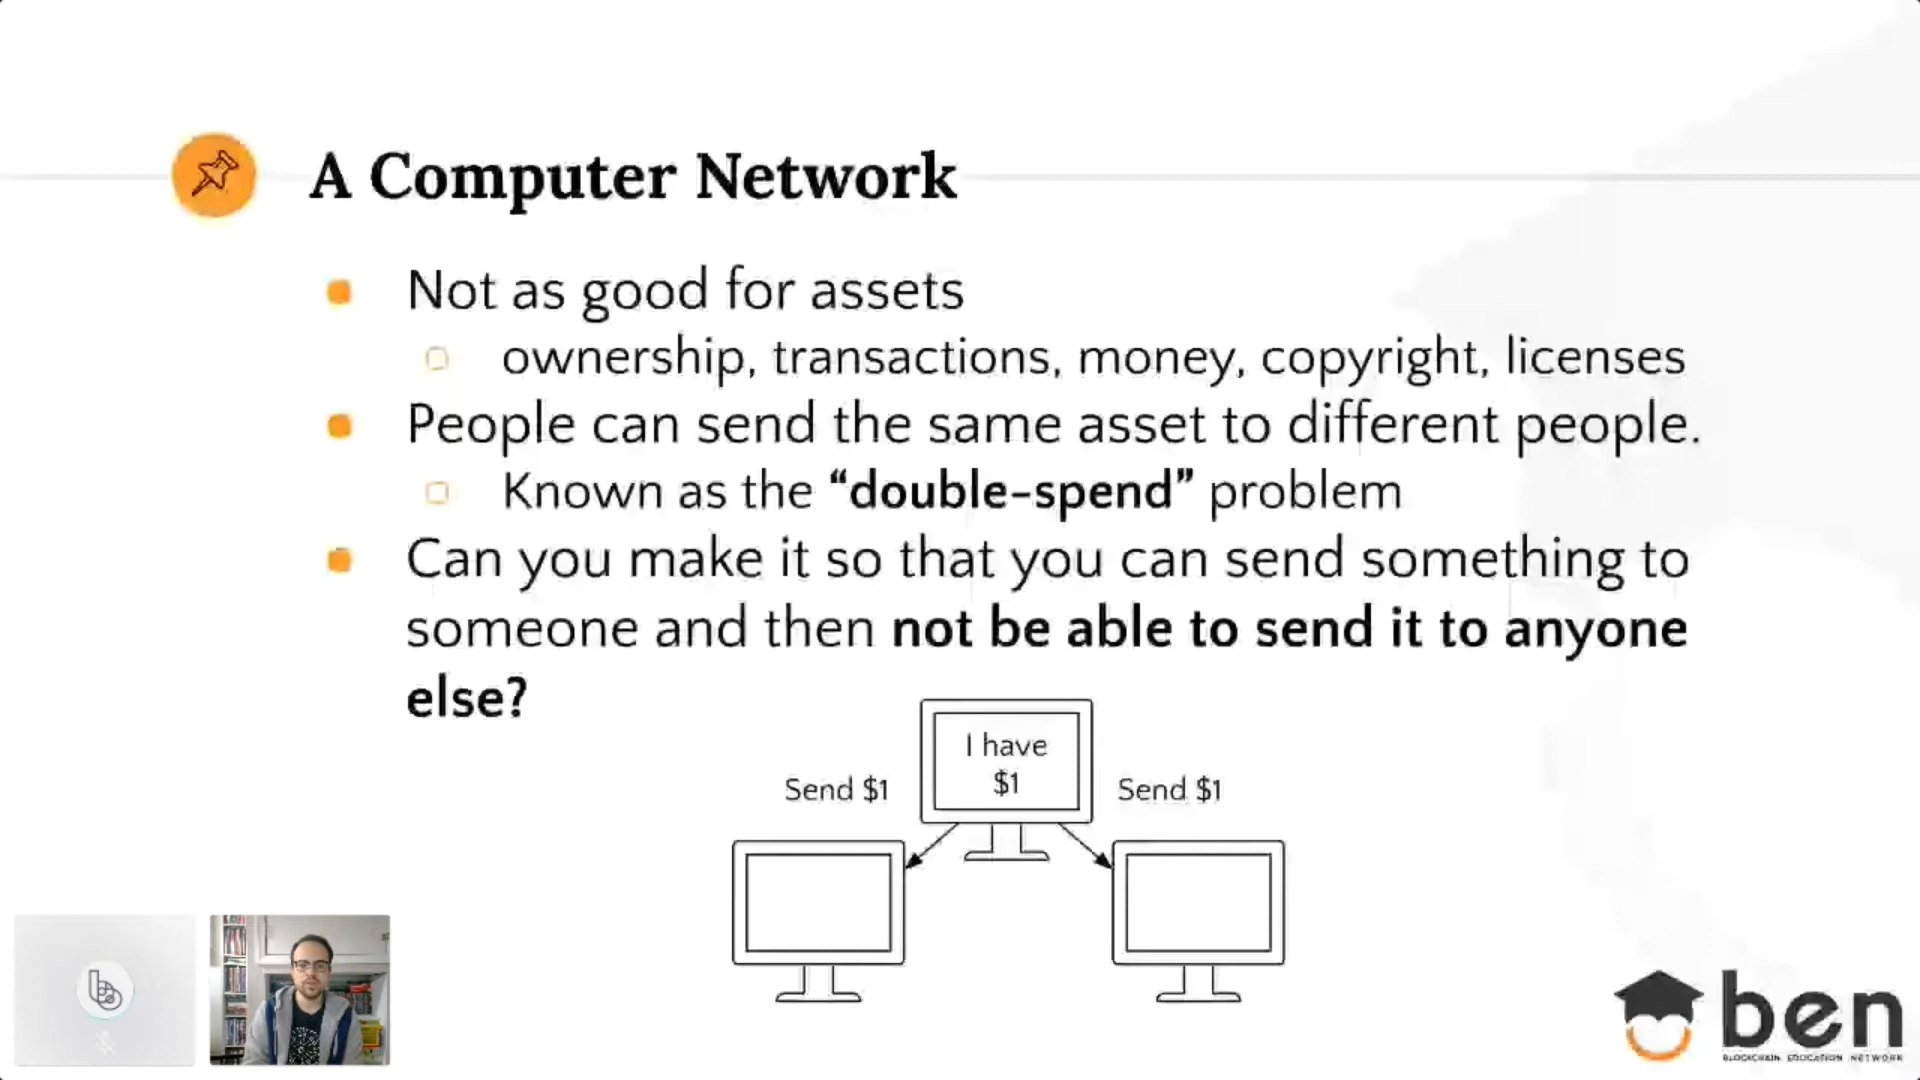 A Computer Network
Not as good for assets
ownership, transactions, money, copyright, licenses
People can send the same asset to different people.
Known as the “double-spend” problem
Can you make it so that you can send something to
someone and then not be able to send it to anyone
else?
I have
$1
Send $1
Send $1
ben
BLOCKCHAIN EDUCATION NETWORK